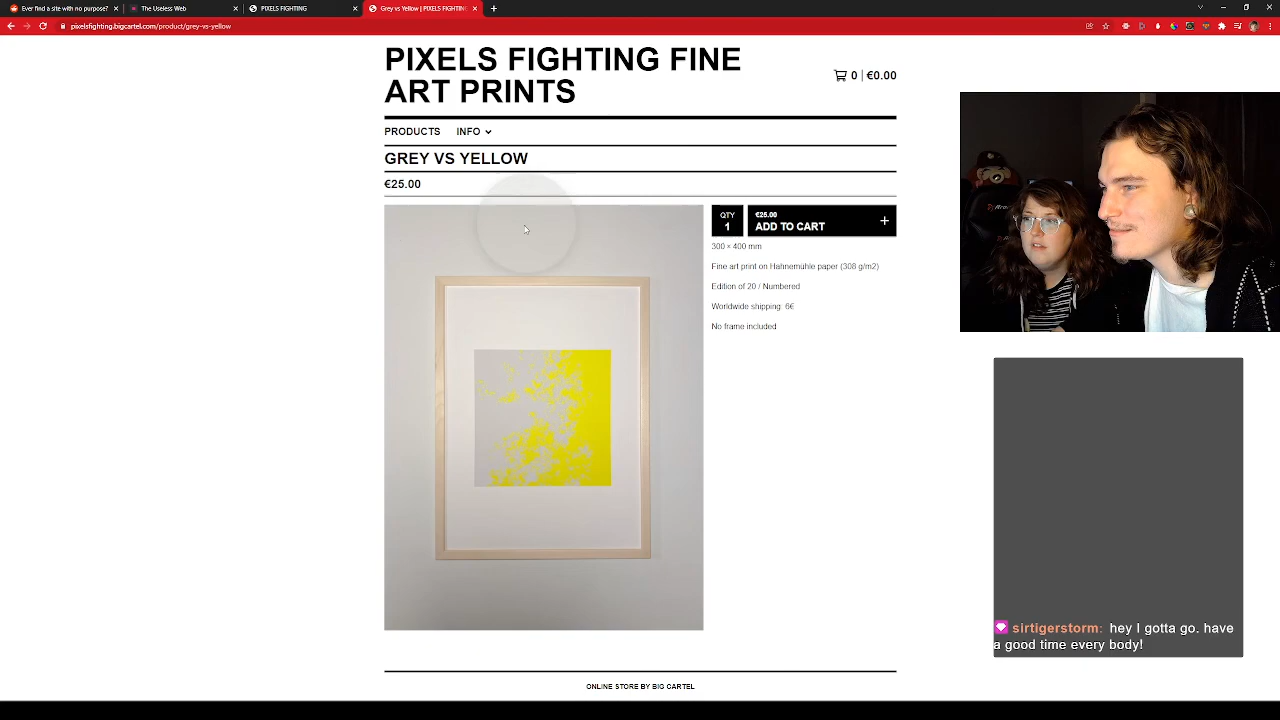 Ever find a site with no purpose?
The Useless Web
PIXELS FIGHTING
Grey vs Yellow | PIXELS FIGHTING
pixelsfighting.bigcartel.com/product/grey-vs-yellow
PIXELS FIGHTING FINE
ART PRINTS
0 | €0.00
PRODUCTS INFO
GREY VS YELLOW
€25.00
QTY
1
€25.00
ADD TO CART
300 × 400 mm
Fine art print on Hahnemühle paper (308 g/m2)
Edition of 20 / Numbered
Worldwide shipping: 6€
No frame included
ONLINE STORE BY BIG CARTEL
sirtigerstorm: hey I gotta go. have
a good time every body!